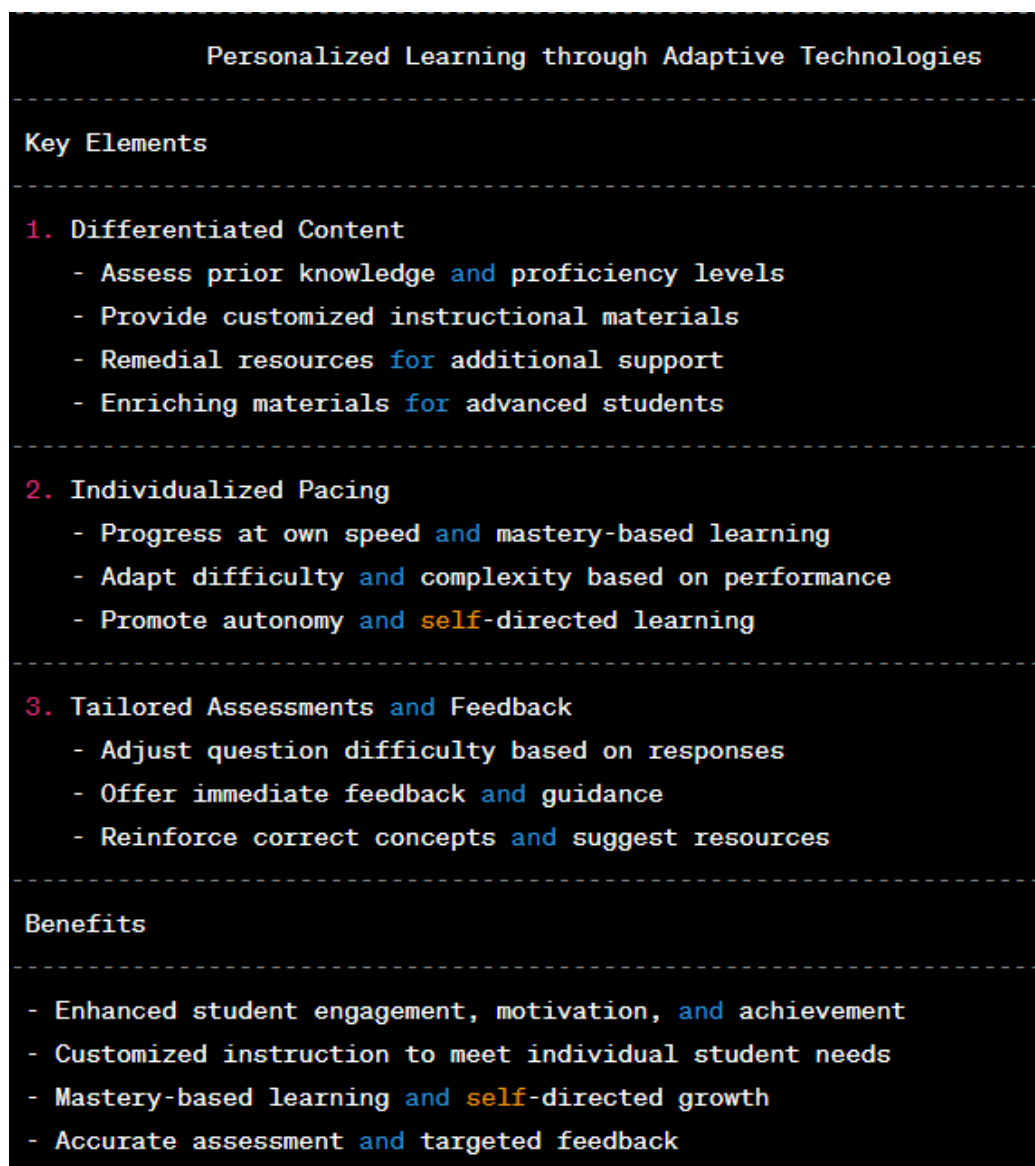 Personalized Learning through Adaptive Technologies
Key Elements
1. Differentiated Content
- Assess prior knowledge and proficiency levels
- Provide customized instructional materials
- Remedial resources for additional support
- Enriching materials for advanced students
2. Individualized Pacing
- Progress at own speed and mastery-based learning
- Adapt difficulty and complexity based on performance
- Promote autonomy and self-directed learning
3. Tailored Assessments and Feedback
- Adjust question difficulty based on responses
- Offer immediate feedback and guidance
- Reinforce correct concepts and suggest resources
Benefits
- Enhanced student engagement, motivation, and achievement
- Customized instruction to meet individual student needs
- Mastery-based learning and self-directed growth
- Accurate assessment and targeted feedback